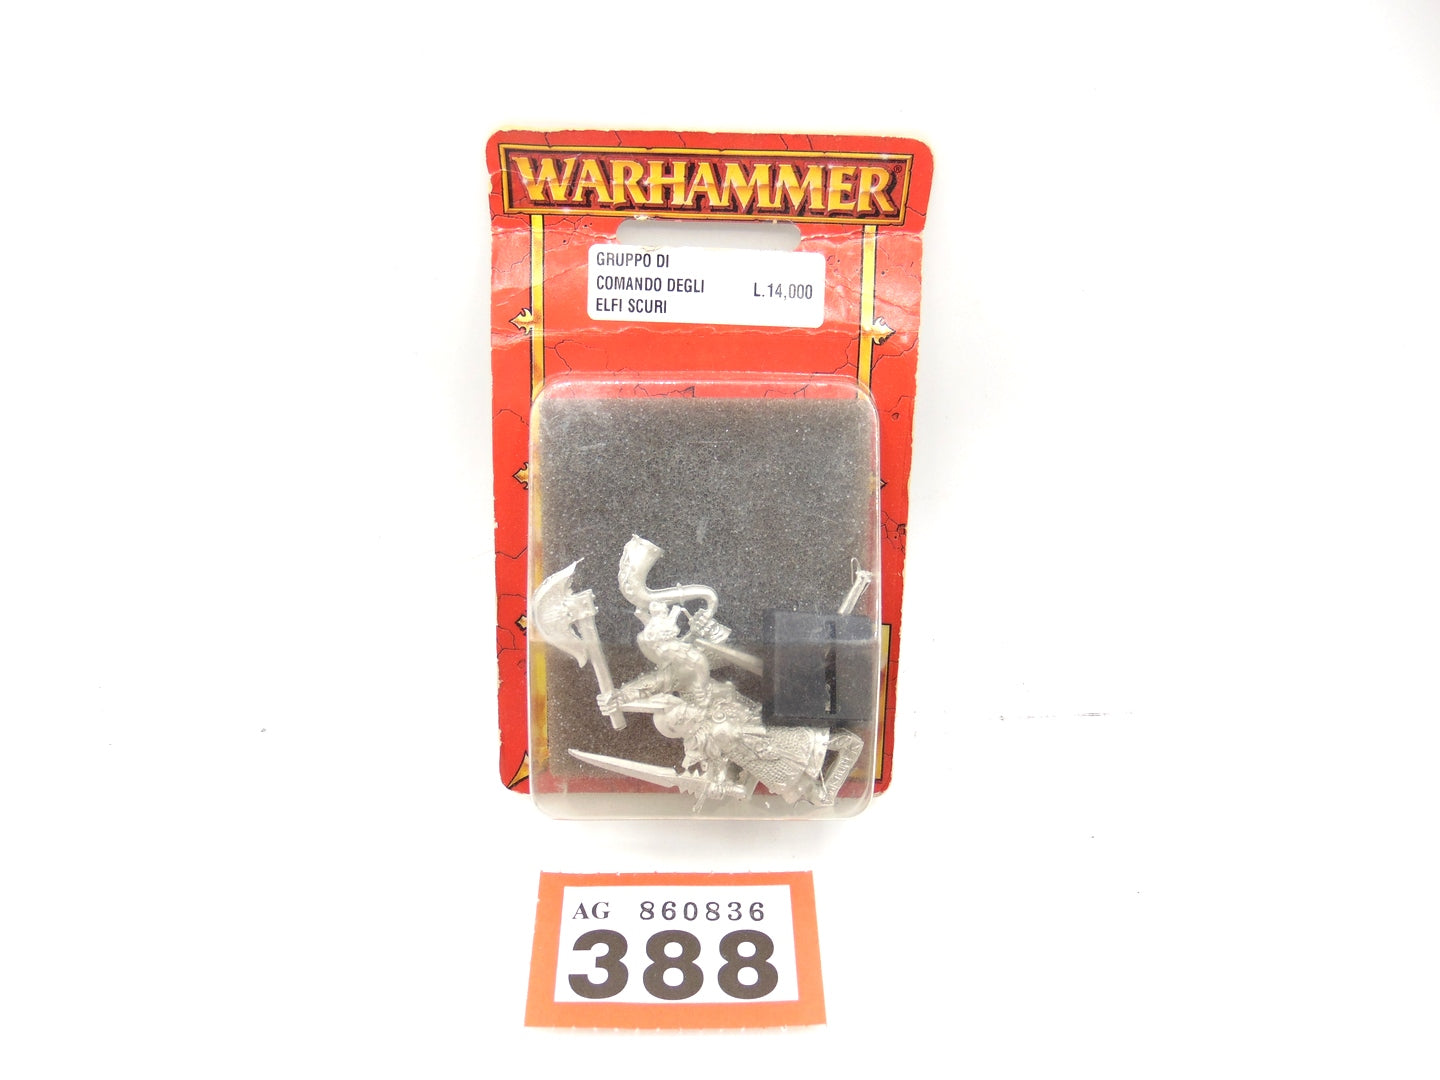 WARHAMMER®
GRUPPO DI
COMANDO DEGLI L.14,000
ELFI SCURI
AG 860836
388